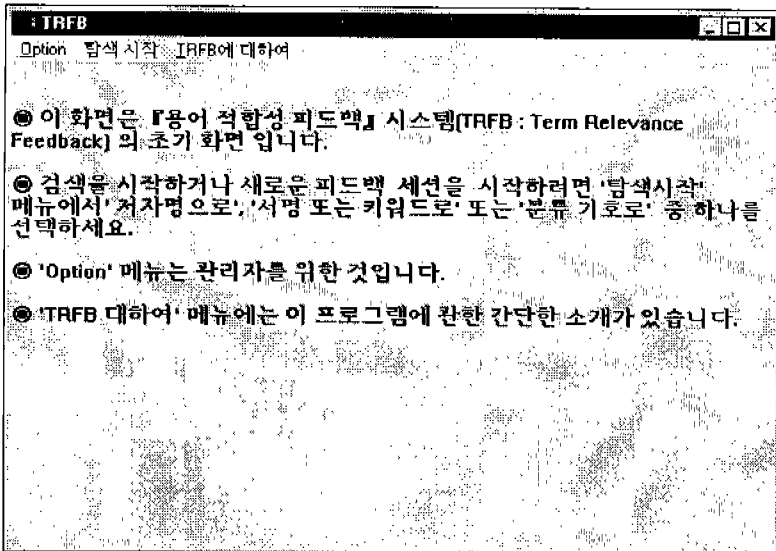 : TRFB
Option 탐색 시작 TRFB에 대하여
◉ 이 화면은 『용어 적합성 피드백』 시스템(TRFB : Term Relevance
Feedback) 의 초기 화면 입니다.
◉ 검색을 시작하거나 새로운 피드백 세션을 시작하려면 '탐색시작'
메뉴에서' 저자명으로', '서명 또는 키워드로' 또는 '분류 기호로' 중 하나를
선택하세요.
◉ 'Option' 메뉴는 관리자를 위한 것입니다.
◉ 'TRFB 대하여' 메뉴에는 이 프로그램에 관한 간단한 소개가 있습니다.